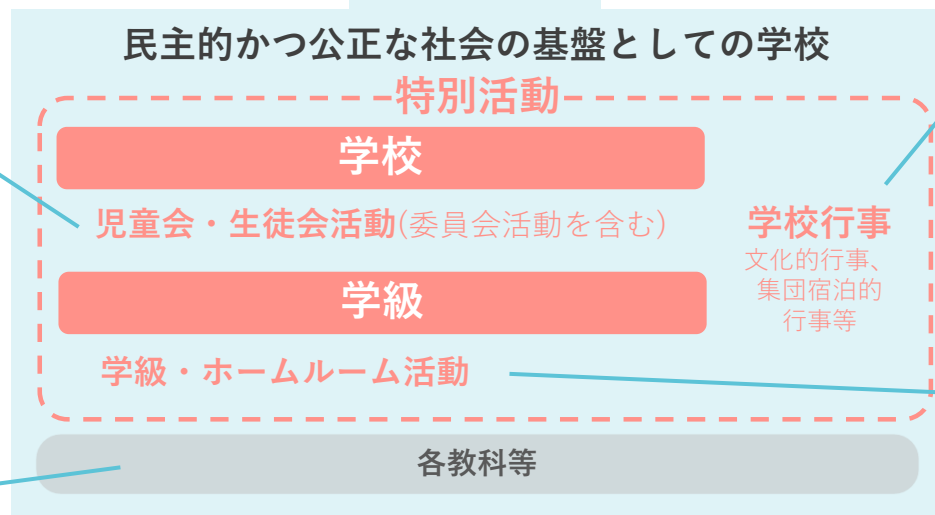 民主的かつ公正な社会の基盤としての学校
特別活動
学校
児童会・生徒会活動(委員会活動を含む)
学級
学級・ホームルーム活動
学校行事
文化的行事、
集団宿泊的
行事等
各教科等